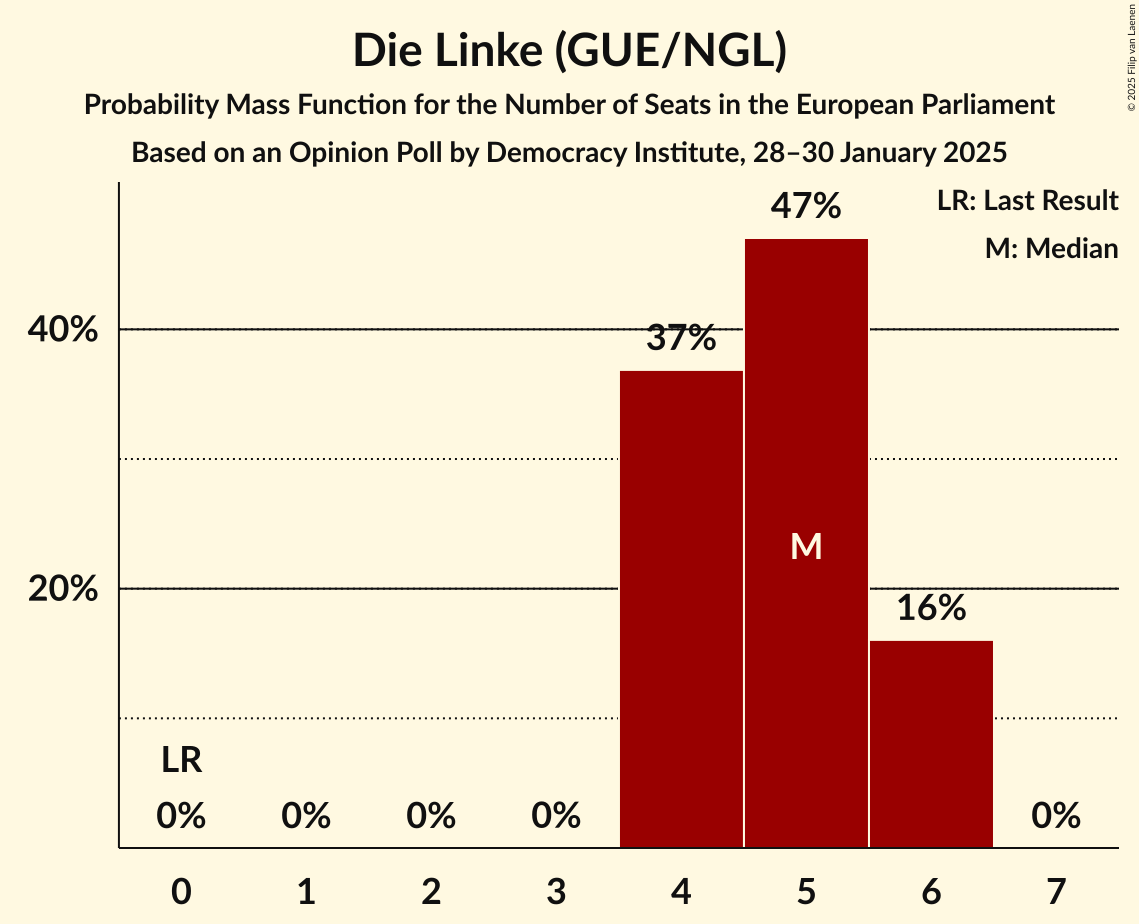 Die Linke (GUE/NGL)
Probability Mass Function for the Number of Seats in the European Parliament
Based on an Opinion Poll by Democracy Institute, 28–30 January 2025
© 2025 Filip van Laenen
LR: Last Result
M: Median
47%
40%
37%
M
20%
16%
LR
0% 0% 0% 0% 0%
0 1 2 3 4 5 6 7